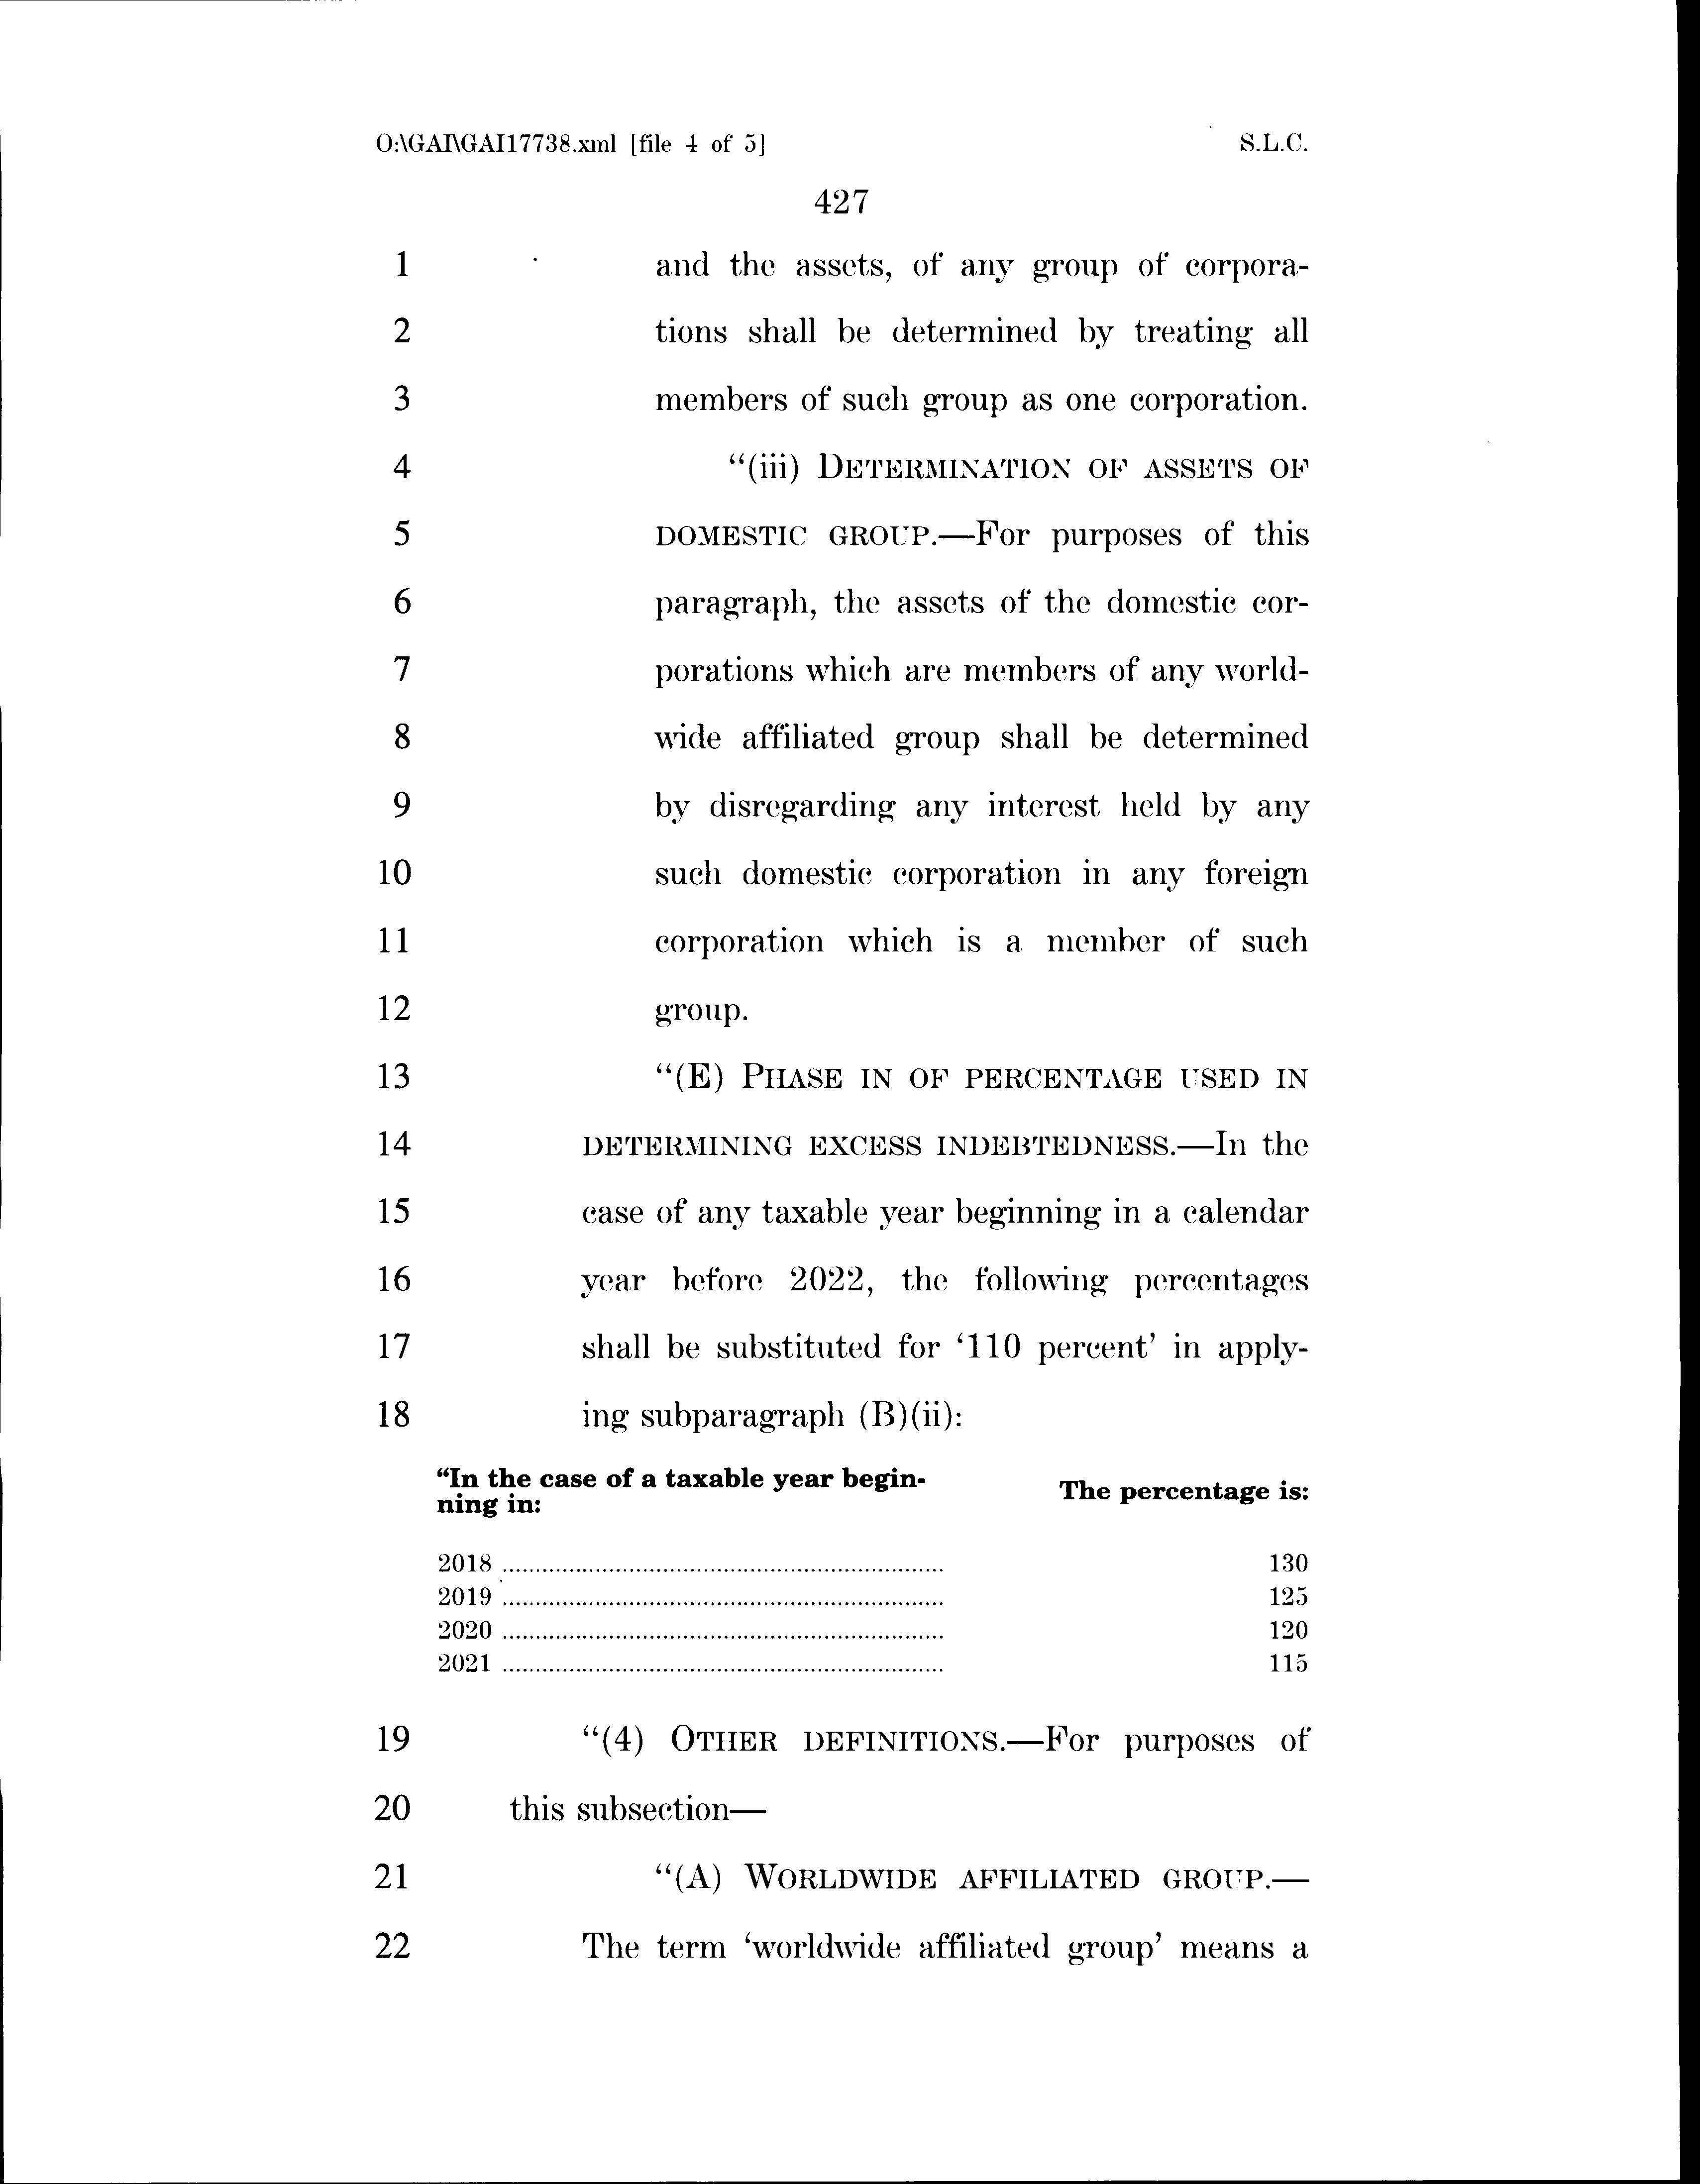 O:\GAI\GAI17738.xml [file 4 of 5] S.L.C.
427
1 and the assets, of any group of corpora-
2 tions shall be determined by treating all
3 members of such group as one corporation.
4 “(iii) DETERMINATION OF ASSETS OF
5 DOMESTIC GROUP.—For purposes of this
6 paragraph, the assets of the domestic cor-
7 porations which are members of any world-
8 wide affiliated group shall be determined
9 by disregarding any interest held by any
10 such domestic corporation in any foreign
11 corporation which is a member of such
12 group.
13 “(E) PHASE IN OF PERCENTAGE USED IN
14 DETERMINING EXCESS INDEBTEDNESS.—In the
15 case of any taxable year beginning in a calendar
16 year before 2022, the following percentages
17 shall be substituted for ‘110 percent’ in apply-
18 ing subparagraph (B)(ii):
“In the case of a taxable year begin-
ning in: The percentage is:
2018 ................................................................. 130
2019 ................................................................. 125
2020 ................................................................. 120
2021 ................................................................. 115
19 “(4) OTHER DEFINITIONS.—For purposes of
20 this subsection—
21 “(A) WORLDWIDE AFFILIATED GROUP.—
22 The term ‘worldwide affiliated group’ means a